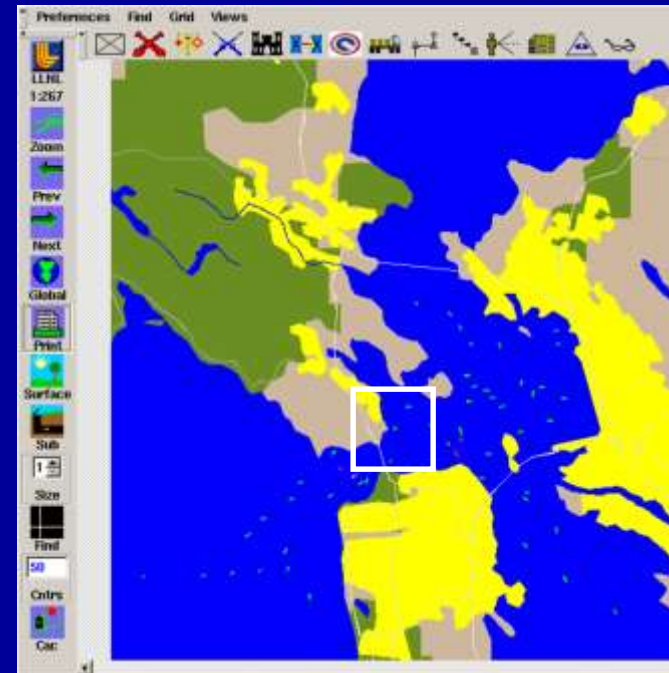 Preferences Find Grid Views
LLNL
1:267
Zoom
Prev
Next
Global
Print
Surface
Sub
1
Size
Find
50
Cntrs
Cac